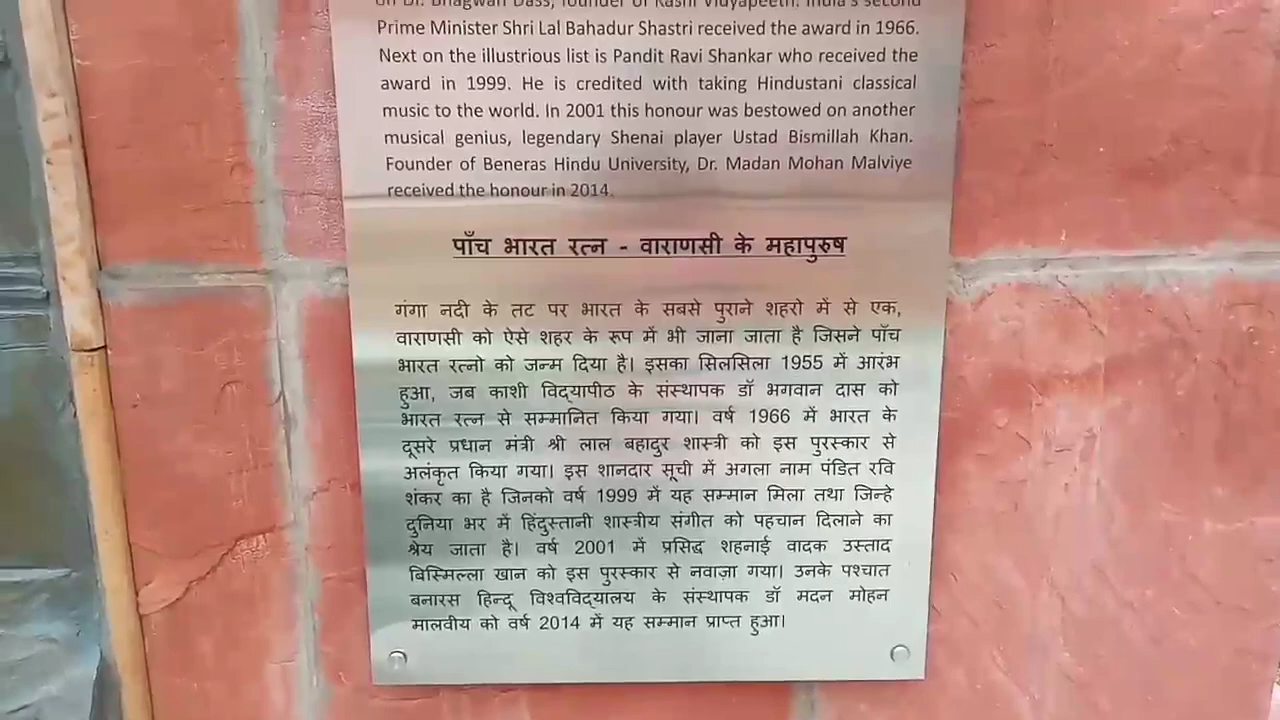 on Dr. Bhagwan Dass, founder of Kashi Vidyapeeth. India's second
Prime Minister Shri Lal Bahadur Shastri received the award in 1966.
Next on the illustrious list is Pandit Ravi Shankar who received the
award in 1999. He is credited with taking Hindustani classical
music to the world. In 2001 this honour was bestowed on another
musical genius, legendary Shenai player Ustad Bismillah Khan.
Founder of Beneras Hindu University, Dr. Madan Mohan Malviye
received the honour in 2014.
पाँच भारत रत्न - वाराणसी के महापुरुष
गंगा नदी के तट पर भारत के सबसे पुराने शहरो में से एक,
वाराणसी को ऐसे शहर के रूप में भी जाना जाता है जिसने पाँच
भारत रत्नो को जन्म दिया है। इसका सिलसिला 1955 में आरंभ
हुआ, जब काशी विद्यापीठ के संस्थापक डॉ भगवान दास को
भारत रत्न से सम्मानित किया गया। वर्ष 1966 में भारत के
दूसरे प्रधान मंत्री श्री लाल बहादुर शास्त्री को इस पुरस्कार से
अलंकृत किया गया। इस शानदार सूची में अगला नाम पंडित रवि
शंकर का है जिनको वर्ष 1999 में यह सम्मान मिला तथा जिन्हे
दुनिया भर में हिंदुस्तानी शास्त्रीय संगीत को पहचान दिलाने का
श्रेय जाता है। वर्ष 2001 में प्रसिद्ध शहनाई वादक उस्ताद
बिस्मिल्ला खान को इस पुरस्कार से नवाज़ा गया। उनके पश्चात
बनारस हिन्दू विश्वविद्यालय के संस्थापक डॉ मदन मोहन
मालवीय को वर्ष 2014 में यह सम्मान प्राप्त हुआ।